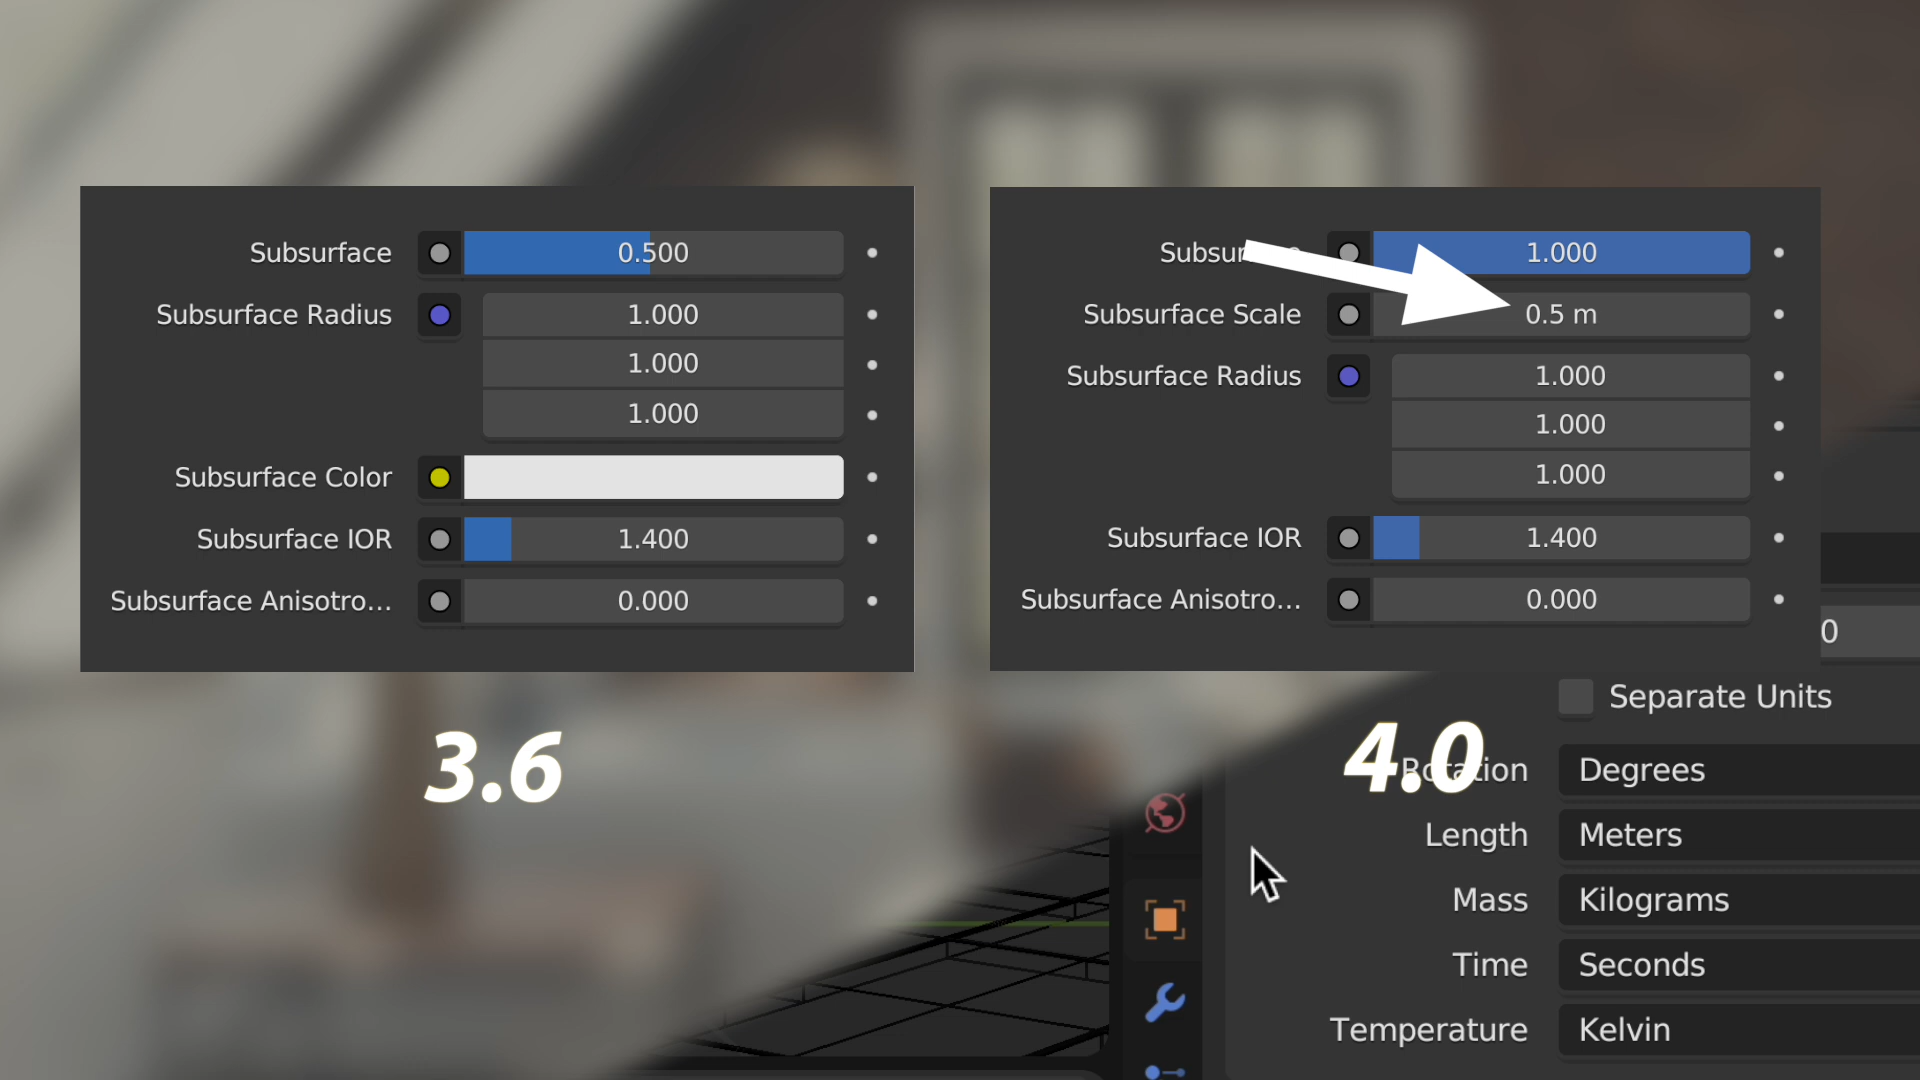 Subsurface 0.500
Subsurface Radius 1.000
1.000
1.000
Subsurface Color
Subsurface IOR 1.400
Subsurface Anisotro... 0.000
3.6
1.000
Subsurface Scale 0.5 m
Subsurface Radius 1.000
1.000
1.000
Subsurface IOR 1.400
Subsurface Anisotro... 0.000
4.0
0
Separate Units
Rotation Degrees
Length Meters
Mass Kilograms
Time Seconds
Temperature Kelvin